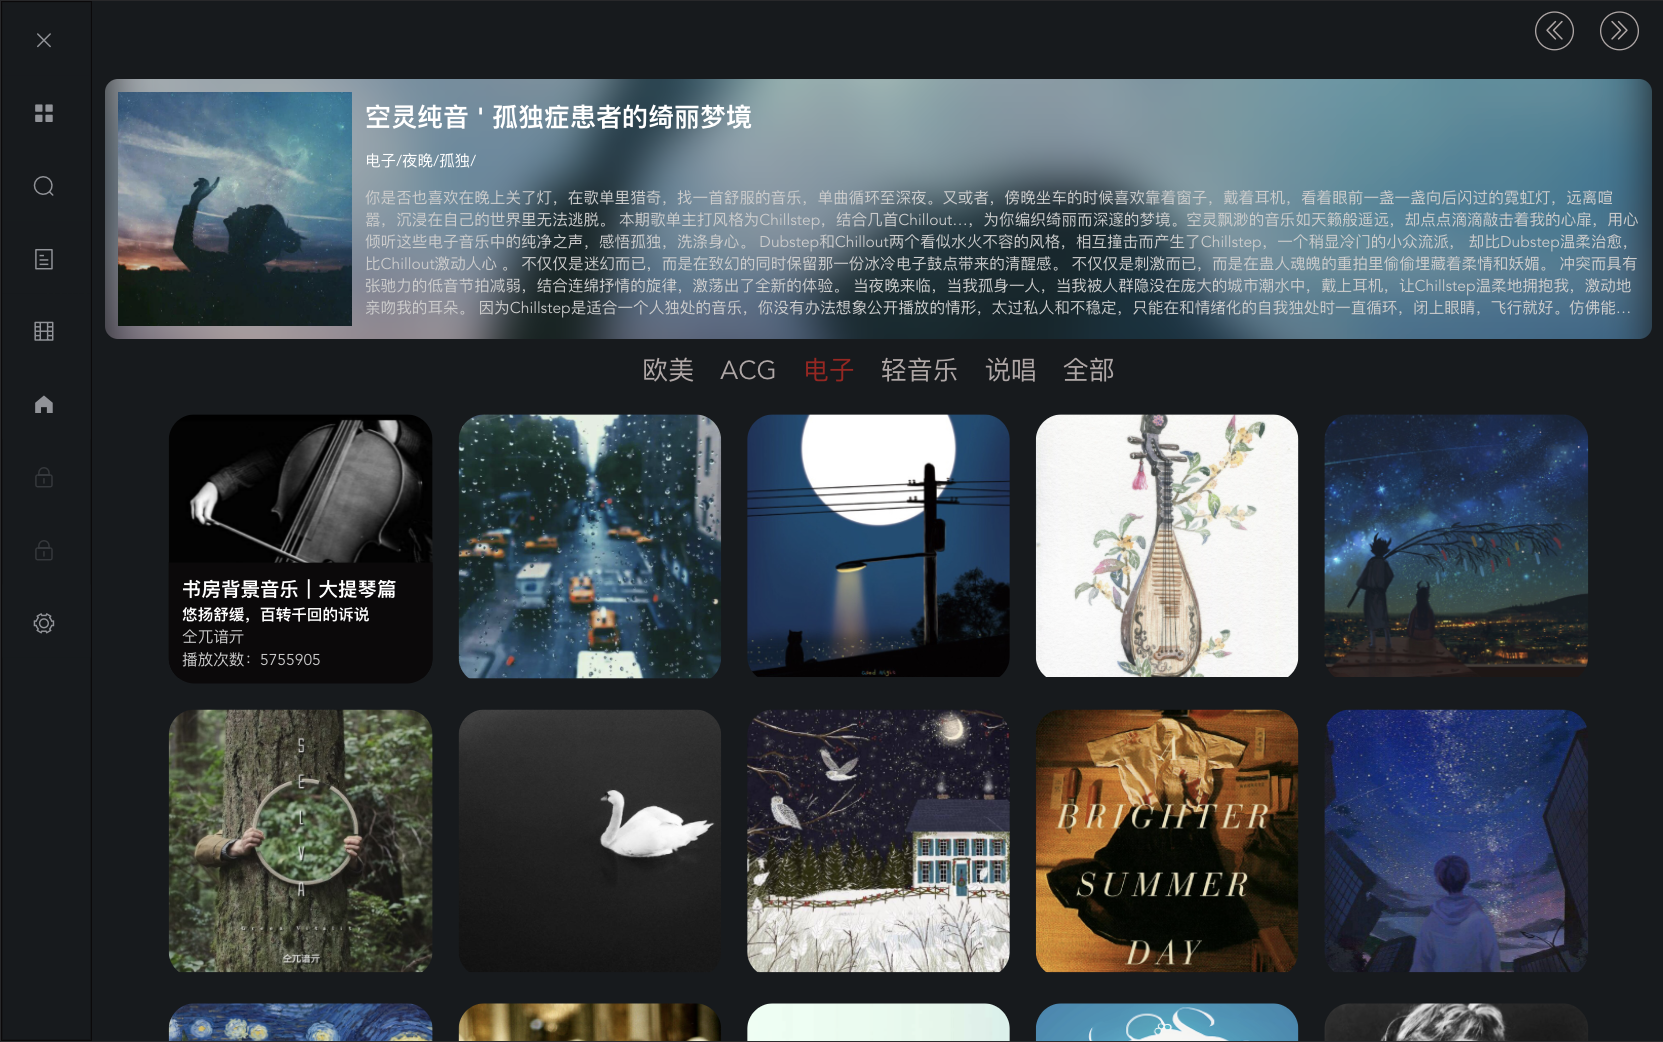 空灵纯音 ' 孤独症患者的绮丽梦境
电子/夜晚/孤独/
你是否也喜欢在晚上关了灯，在歌单里猎奇，找一首舒服的音乐，单曲循环至深夜。又或者，傍晚坐车的时候喜欢靠着窗子，戴着耳机，看着眼前一盏一盏向后闪过的霓虹灯，远离喧
嚣，沉浸在自己的世界里无法逃脱。 本期歌单主打风格为Chillstep，结合几首Chillout…，为你编织绮丽而深邃的梦境。空灵飘渺的音乐如天籁般遥远，却点点滴滴敲击着我的心扉，用心
倾听这些电子音乐中的纯净之声，感悟孤独，洗涤身心。 Dubstep和Chillout两个看似水火不容的风格，相互撞击而产生了Chillstep，一个稍显冷门的小众流派， 却比Dubstep温柔治愈，
比Chillout激动人心 。 不仅仅是迷幻而已，而是在致幻的同时保留那一份冰冷电子鼓点带来的清醒感。 不仅仅是刺激而已，而是在蛊人魂魄的重拍里偷偷埋藏着柔情和妖媚。 冲突而具有
张驰力的低音节拍减弱，结合连绵抒情的旋律，激荡出了全新的体验。 当夜晚来临，当我孤身一人，当我被人群隐没在庞大的城市潮水中，戴上耳机，让Chillstep温柔地拥抱我，激动地
亲吻我的耳朵。 因为Chillstep是适合一个人独处的音乐，你没有办法想象公开播放的情形，太过私人和不稳定，只能在和情绪化的自我独处时一直循环，闭上眼睛，飞行就好。仿佛能...
欧美 ACG 电子 轻音乐 说唱 全部
书房背景音乐｜大提琴篇
悠扬舒缓，百转千回的诉说
仝兀谙亓
播放次数：5755905
SELVA
Green Vitality
仝兀谙亓
A
BRIGHTER
SUMMER
DAY